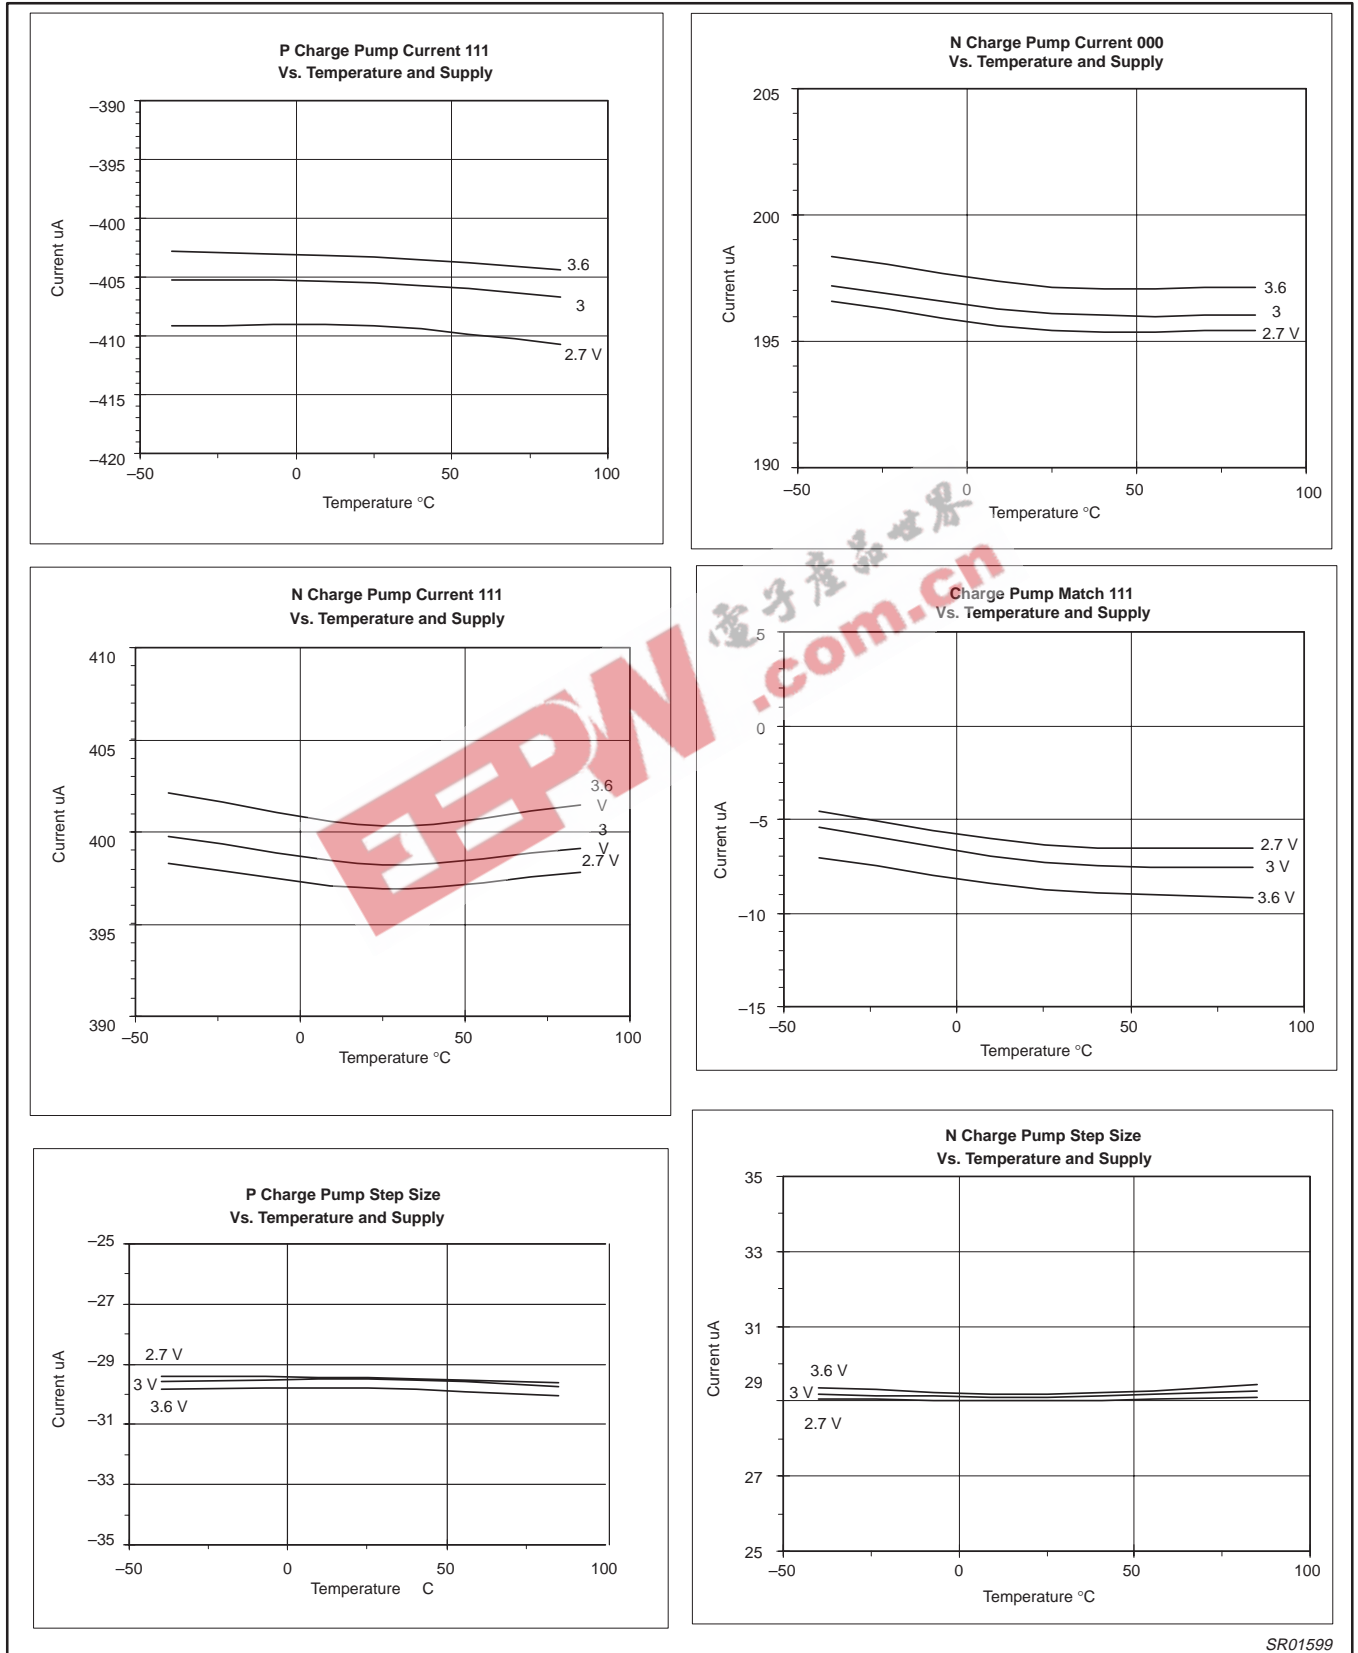 P Charge Pump Current 111
Vs. Temperature and Supply
–390
–395
–400
–405
–410
–415
–420
–50
0
50
100
Current uA
Temperature °C
3.6
3
2.7 V
N Charge Pump Current 000
Vs. Temperature and Supply
205
200
195
190
–50
0
50
100
Current uA
Temperature °C
3.6
3
2.7 V
N Charge Pump Current 111
Vs. Temperature and Supply
410
405
400
395
390
–50
0
50
100
Current uA
Temperature °C
3.6
V
3
V
2.7 V
Charge Pump Match 111
Vs. Temperature and Supply
5
0
–5
–10
–15
–50
0
50
100
Current uA
Temperature °C
2.7 V
3 V
3.6 V
EEPW
電子產品世界
.com.cn
P Charge Pump Step Size
Vs. Temperature and Supply
–25
–27
–29
–31
–33
–35
–50
0
50
100
Current uA
Temperature C
2.7 V
3 V
3.6 V
N Charge Pump Step Size
Vs. Temperature and Supply
35
33
31
29
27
25
–50
0
50
100
Current uA
Temperature °C
3.6 V
3 V
2.7 V
SR01599